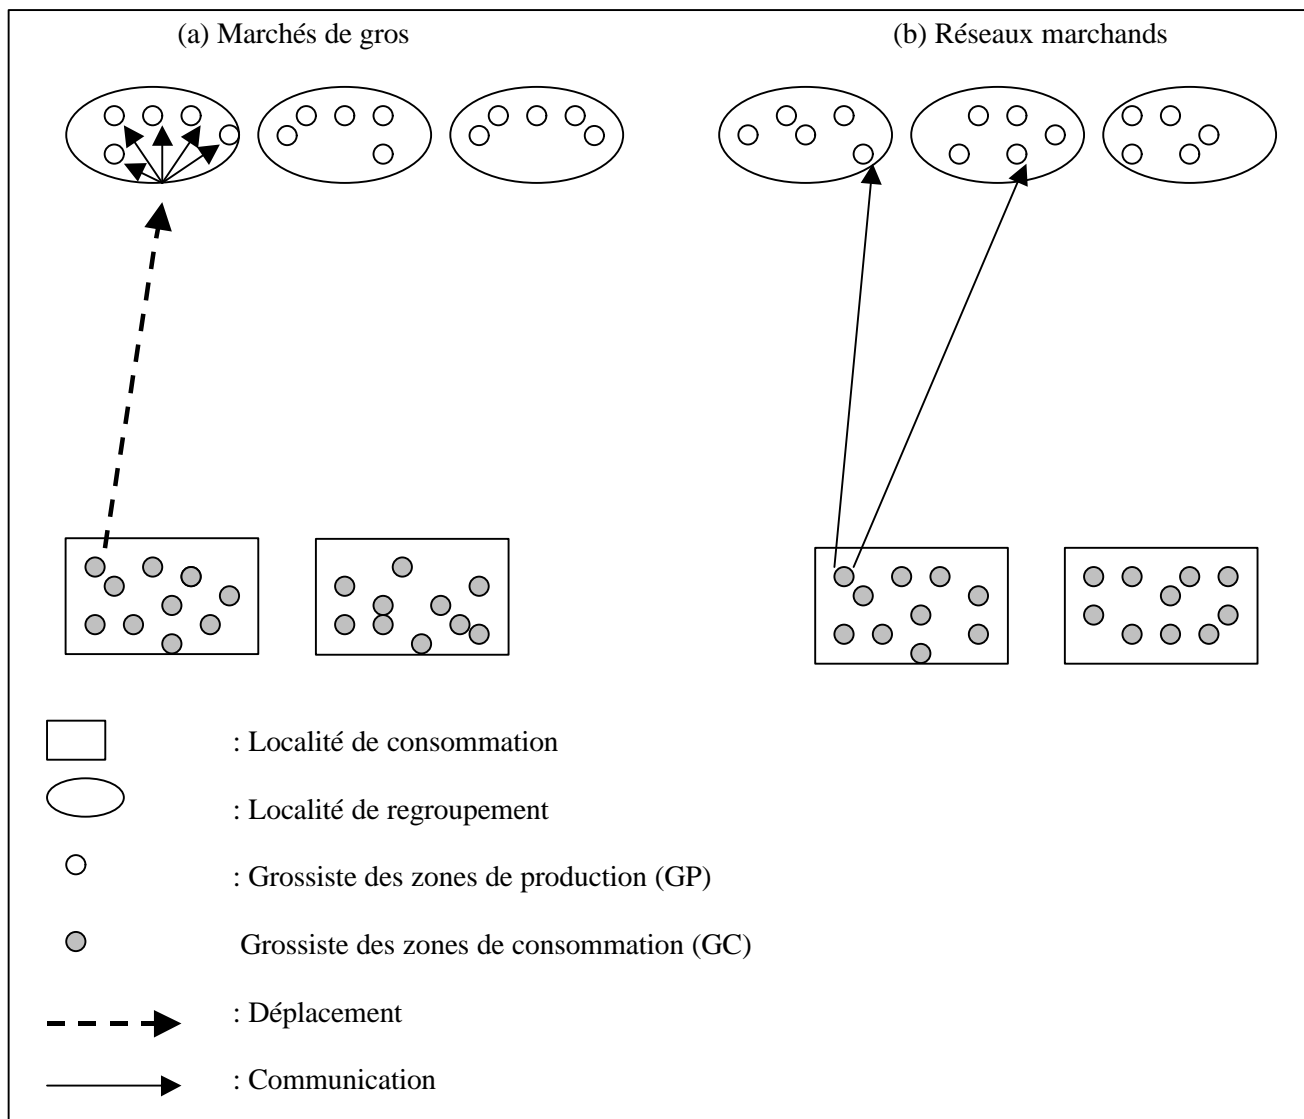 (a) Marchés de gros
(b) Réseaux marchands
: Localité de consommation
: Localité de regroupement
: Grossiste des zones de production (GP)
Grossiste des zones de consommation (GC)
: Déplacement
: Communication